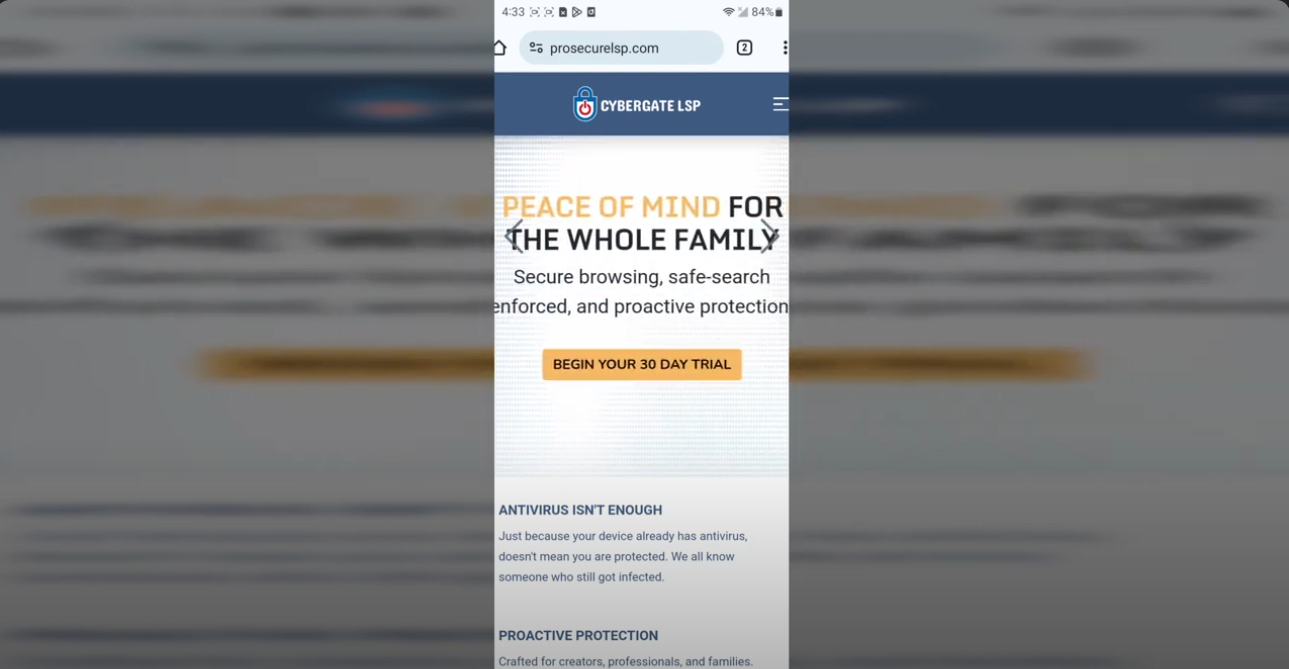 4:33 84%
prosecurelsp.com 2
CYBERGATE LSP
PEACE OF MIND FOR
THE WHOLE FAMILY
Secure browsing, safe-search
enforced, and proactive protection
BEGIN YOUR 30 DAY TRIAL
ANTIVIRUS ISN'T ENOUGH
Just because your device already has antivirus,
doesn't mean you are protected. We all know
someone who still got infected.
PROACTIVE PROTECTION
Crafted for creators, professionals, and families.